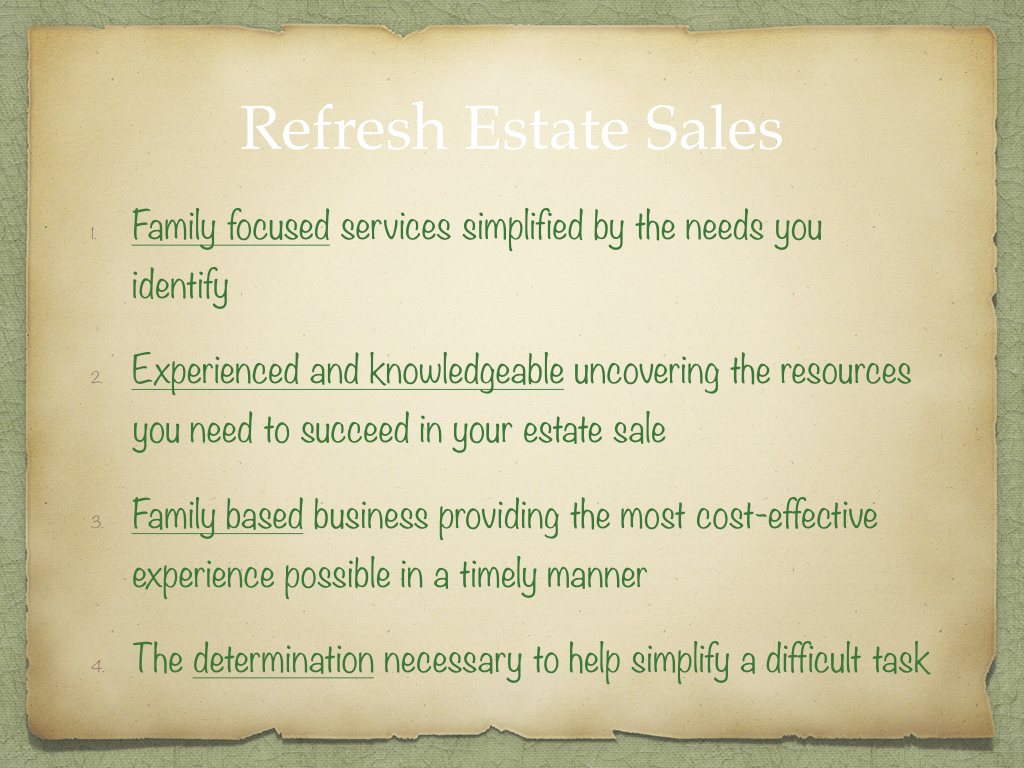 Refresh Estate Sales
1. Family focused services simplified by the needs you
identify
2. Experienced and knowledgeable uncovering the resources
you need to succeed in your estate sale
3. Family based business providing the most cost-effective
experience possible in a timely manner
4. The determination necessary to help simplify a difficult task